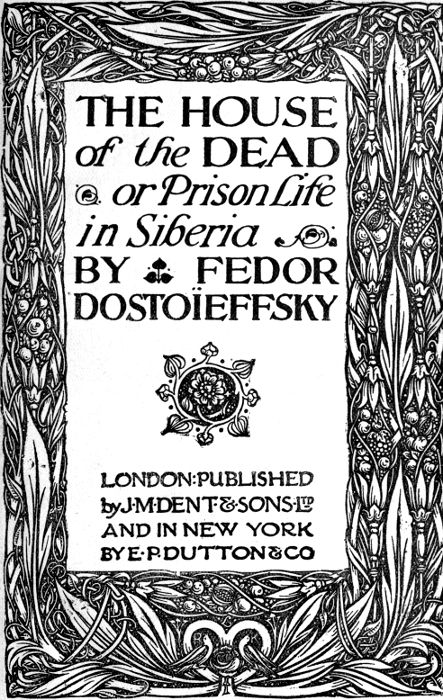 THE HOUSE
of the DEAD
or Prison Life
in Siberia
BY FEDOR
DOSTOÏEFFSKY
LONDON: PUBLISHED
by J. M. DENT & SONS LTD
AND IN NEW YORK
BY E. P. DUTTON & CO